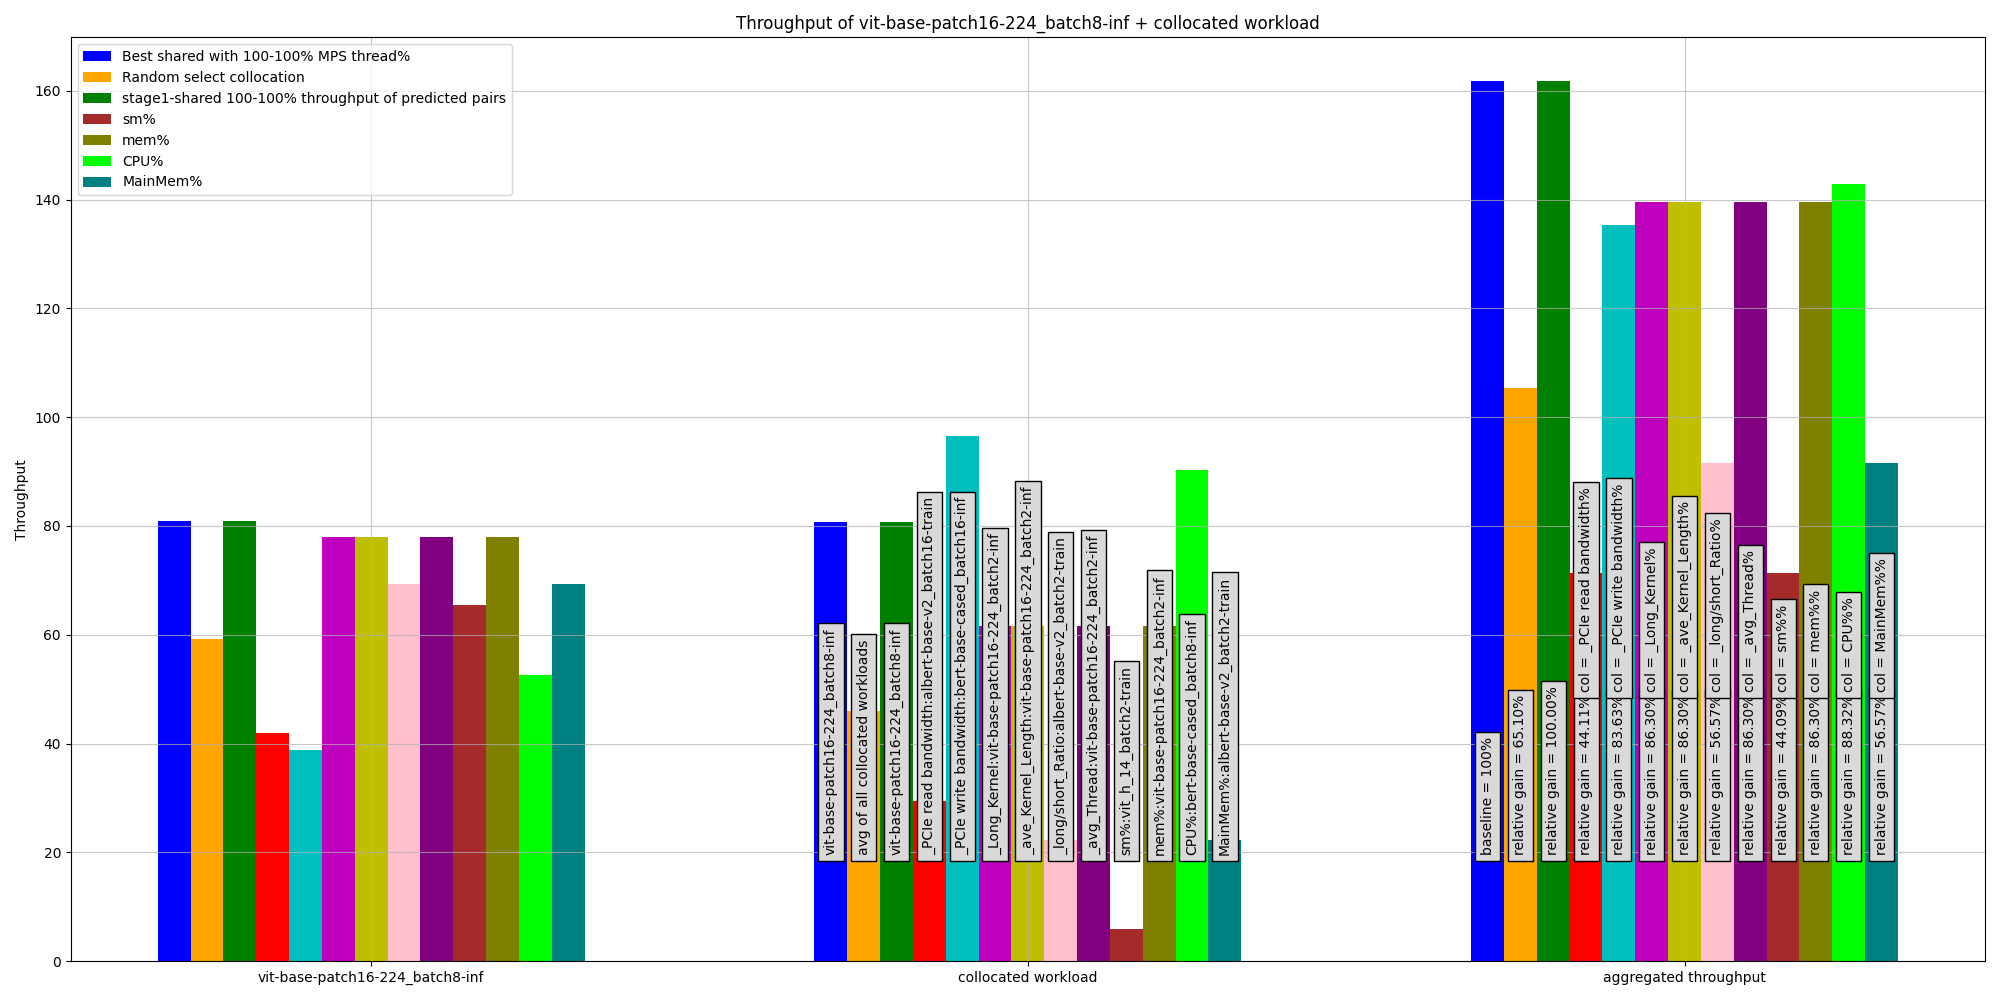 Throughput of vit-base-patch16-224_batch8-inf + collocated workload
Best shared with 100-100% MPS thread%
Random select collocation
stage1-shared 100-100% throughput of predicted pairs
sm%
mem%
CPU%
MainMem%
Throughput
160
140
120
100
80
60
40
20
0
vit-base-patch16-224_batch8-inf
avg of all collocated workloads
vit-base-patch16-224_batch8-inf
_PCIe read bandwidth:albert-base-v2_batch16-train
_PCIe write bandwidth:bert-base-cased_batch16-inf
_Long_Kernel:vit-base-patch16-224_batch2-inf
_ave_Kernel_Length:vit-base-patch16-224_batch2-inf
_long/short_Ratio:albert-base-v2_batch2-train
_avg_Thread:vit-base-patch16-224_batch2-inf
sm%:vit_h_14_batch2-train
mem%:vit-base-patch16-224_batch2-inf
CPU%:bert-base-cased_batch8-inf
MainMem%:albert-base-v2_batch2-train
baseline = 100%
relative gain = 65.10%
relative gain = 100.00%
relative gain = 44.11%
col = _PCIe read bandwidth%
relative gain = 83.63%
col = _PCIe write bandwidth%
relative gain = 86.30%
col = _Long_Kernel%
relative gain = 86.30%
col = _ave_Kernel_Length%
relative gain = 56.57%
col = _long/short_Ratio%
relative gain = 86.30%
col = _avg_Thread%
relative gain = 44.09%
col = sm%%
relative gain = 86.30%
col = mem%%
relative gain = 88.32%
col = CPU%%
relative gain = 56.57%
col = MainMem%%
vit-base-patch16-224_batch8-inf
collocated workload
aggregated throughput